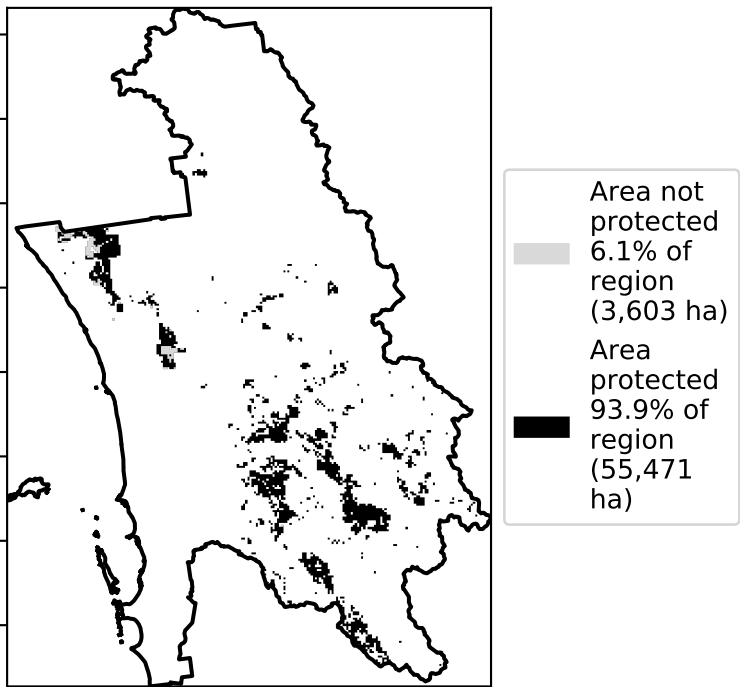 Area not
protected
6.1% of
region
(3,603 ha)
Area
protected
93.9% of
region
(55,471
ha)